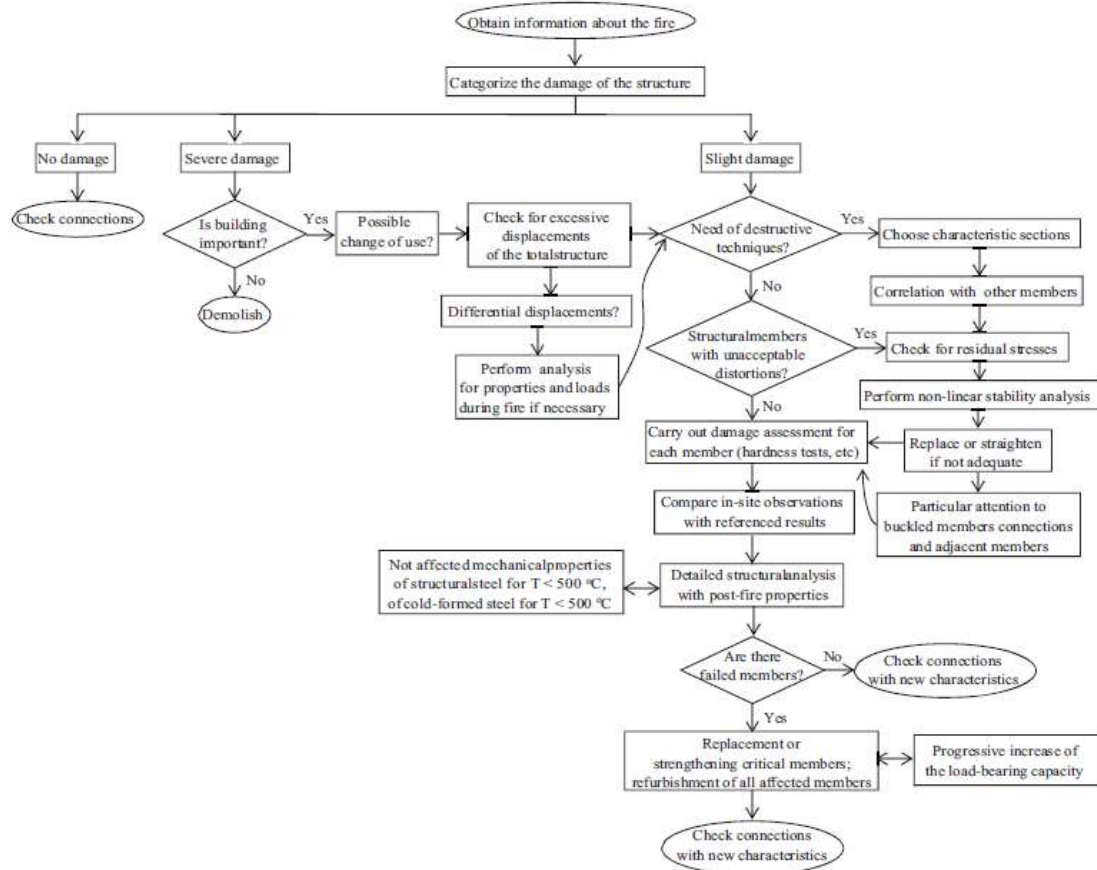 Obtain information about the fire
Categorize the damage of the structure
No damage
Severe damage
Slight damage
Check connections
Is building
important?
Yes
Possible
change of use?
Check for excessive
displacements
of the totalstructure
Need of destructive
techniques?
Yes
Choose characteristic sections
No
Demolish
Differential displacements?
No
Correlation with other members
Perform analysis
for properties and loads
during fire if necessary
Structuralmembers
with unacceptable
distortions?
Yes
Check for residual stresses
Perform non-linear stability analysis
No
Carry out damage assessment for
each member (hardness tests, etc)
Replace or straighten
if not adequate
Compare in-site observations
with referenced results
Particular attention to
buckled members connections
and adjacent members
Not affected mechanicalproperties
of structuralsteel for T < 500 °C,
of cold-formed steel for T < 500 °C
Detailed structuralanalysis
with post-fire properties
Are there
failed members?
No
Check connections
with new characteristics
Yes
Replacement or
strengthening critical members;
refurbishment of all affected members
Progressive increase of
the load-bearing capacity
Check connections
with new characteristics